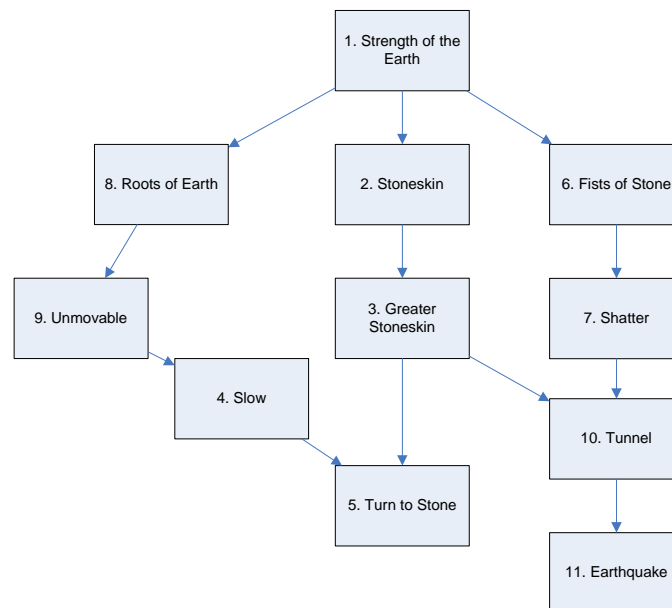 1. Strength of the
Earth
8. Roots of Earth
2. Stoneskin
6. Fists of Stone
9. Unmovable
3. Greater
Stoneskin
7. Shatter
4. Slow
10. Tunnel
5. Turn to Stone
11. Earthquake